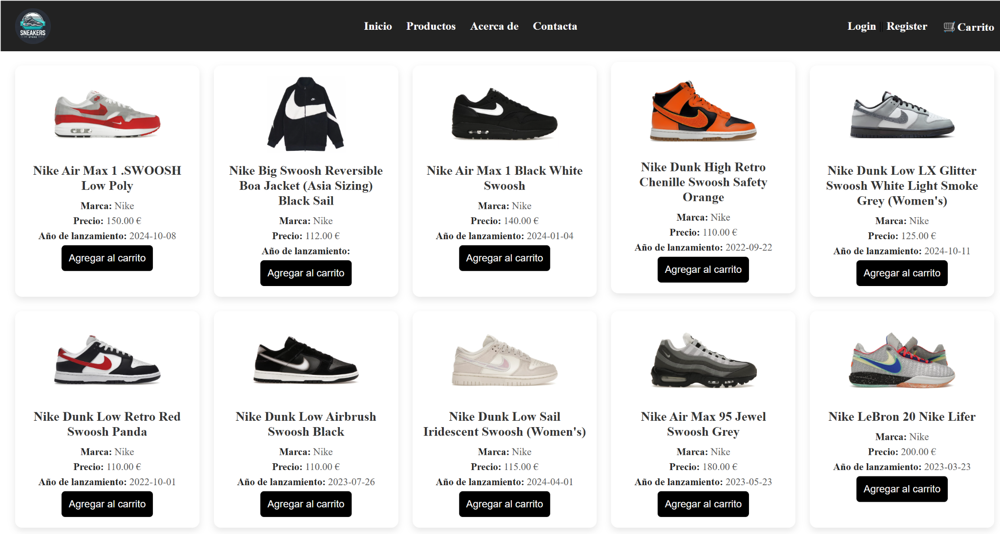 SNEAKERS
STORE
Inicio Productos Acerca de Contacta
Login || Register Carrito
Nike Air Max 1 .SWOOSH
Low Poly
Marca: Nike
Precio: 150.00 €
Año de lanzamiento: 2024-10-08
Agregar al carrito
Nike Big Swoosh Reversible
Boa Jacket (Asia Sizing)
Black Sail
Marca: Nike
Precio: 112.00 €
Año de lanzamiento:
Agregar al carrito
Nike Air Max 1 Black White
Swoosh
Marca: Nike
Precio: 140.00 €
Año de lanzamiento: 2024-01-04
Agregar al carrito
Nike Dunk High Retro
Chenille Swoosh Safety
Orange
Marca: Nike
Precio: 110.00 €
Año de lanzamiento: 2022-09-22
Agregar al carrito
Nike Dunk Low LX Glitter
Swoosh White Light Smoke
Grey (Women's)
Marca: Nike
Precio: 125.00 €
Año de lanzamiento: 2024-10-11
Agregar al carrito
Nike Dunk Low Retro Red
Swoosh Panda
Marca: Nike
Precio: 110.00 €
Año de lanzamiento: 2022-10-01
Agregar al carrito
Nike Dunk Low Airbrush
Swoosh Black
Marca: Nike
Precio: 110.00 €
Año de lanzamiento: 2023-07-26
Agregar al carrito
Nike Dunk Low Sail
Iridescent Swoosh (Women's)
Marca: Nike
Precio: 115.00 €
Año de lanzamiento: 2024-04-01
Agregar al carrito
Nike Air Max 95 Jewel
Swoosh Grey
Marca: Nike
Precio: 180.00 €
Año de lanzamiento: 2023-05-23
Agregar al carrito
Nike LeBron 20 Nike Lifer
Marca: Nike
Precio: 200.00 €
Año de lanzamiento: 2023-03-23
Agregar al carrito